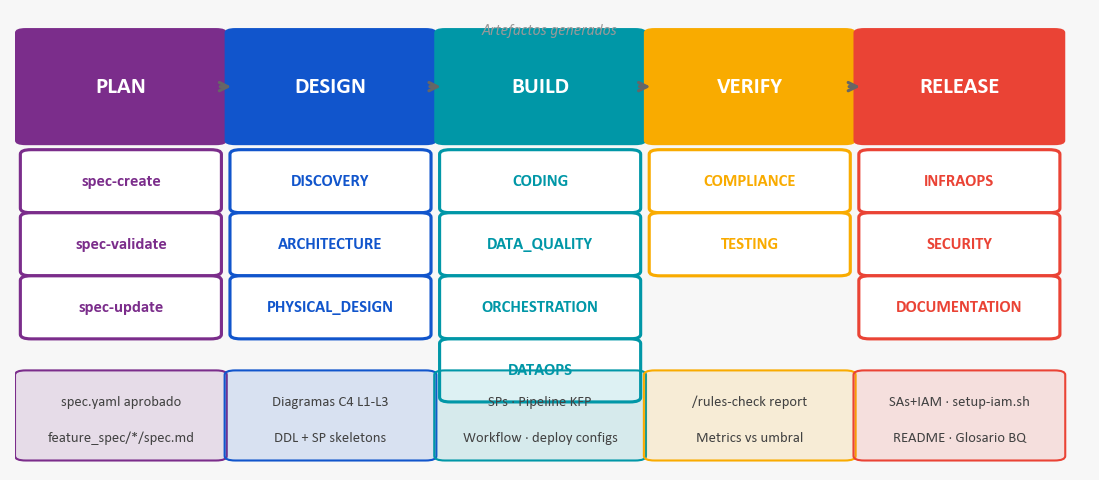 Artefactos generados
PLAN
DESIGN
BUILD
VERIFY
RELEASE
spec-create
DISCOVERY
CODING
COMPLIANCE
INFRAOPS
spec-validate
ARCHITECTURE
DATA_QUALITY
TESTING
SECURITY
spec-update
PHYSICAL_DESIGN
ORCHESTRATION
DOCUMENTATION
DATAOPS
spec.yaml aprobado
Diagramas C4 L1-L3
SPs · Pipeline KFP
/rules-check report
SAs+IAM · setup-iam.sh
feature_spec/*/spec.md
DDL + SP skeletons
Workflow · deploy configs
Metrics vs umbral
README · Glosario BQ